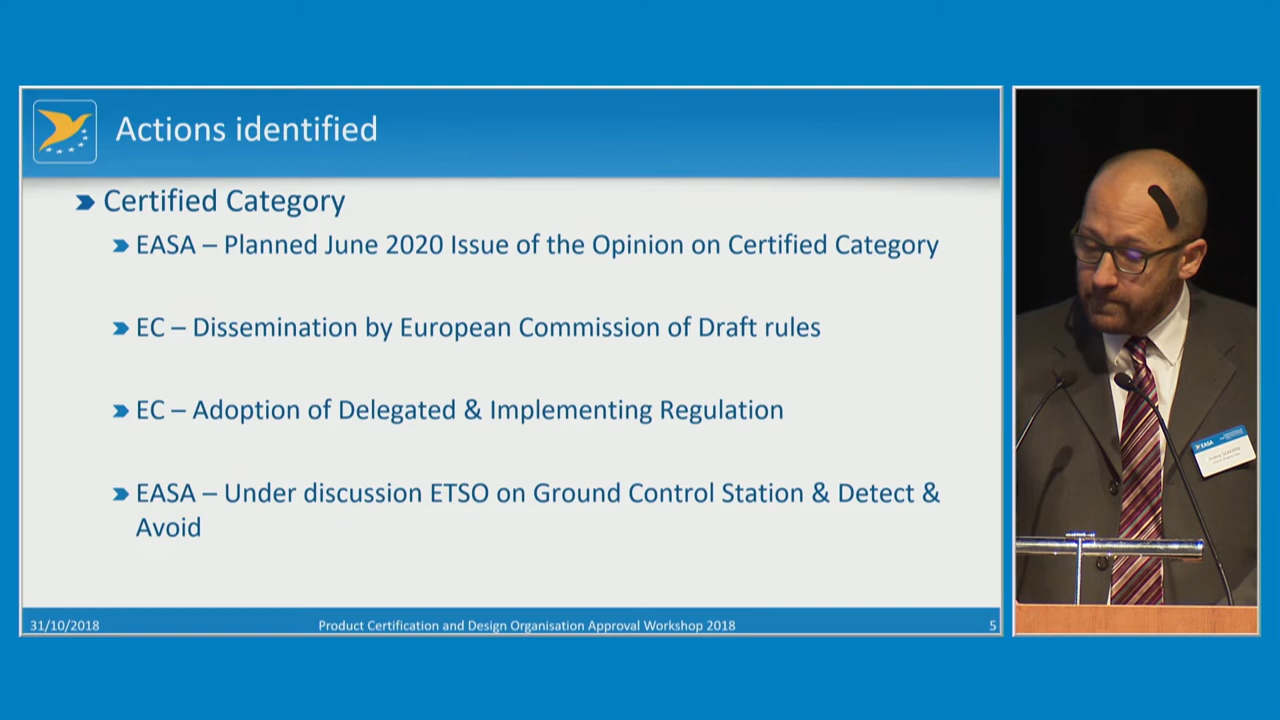 Actions identified
Certified Category
EASA – Planned June 2020 Issue of the Opinion on Certified Category
EC – Dissemination by European Commission of Draft rules
EC – Adoption of Delegated & Implementing Regulation
EASA – Under discussion ETSO on Ground Control Station & Detect &
Avoid
31/10/2018
Product Certification and Design Organisation Approval Workshop 2018
5
EASA